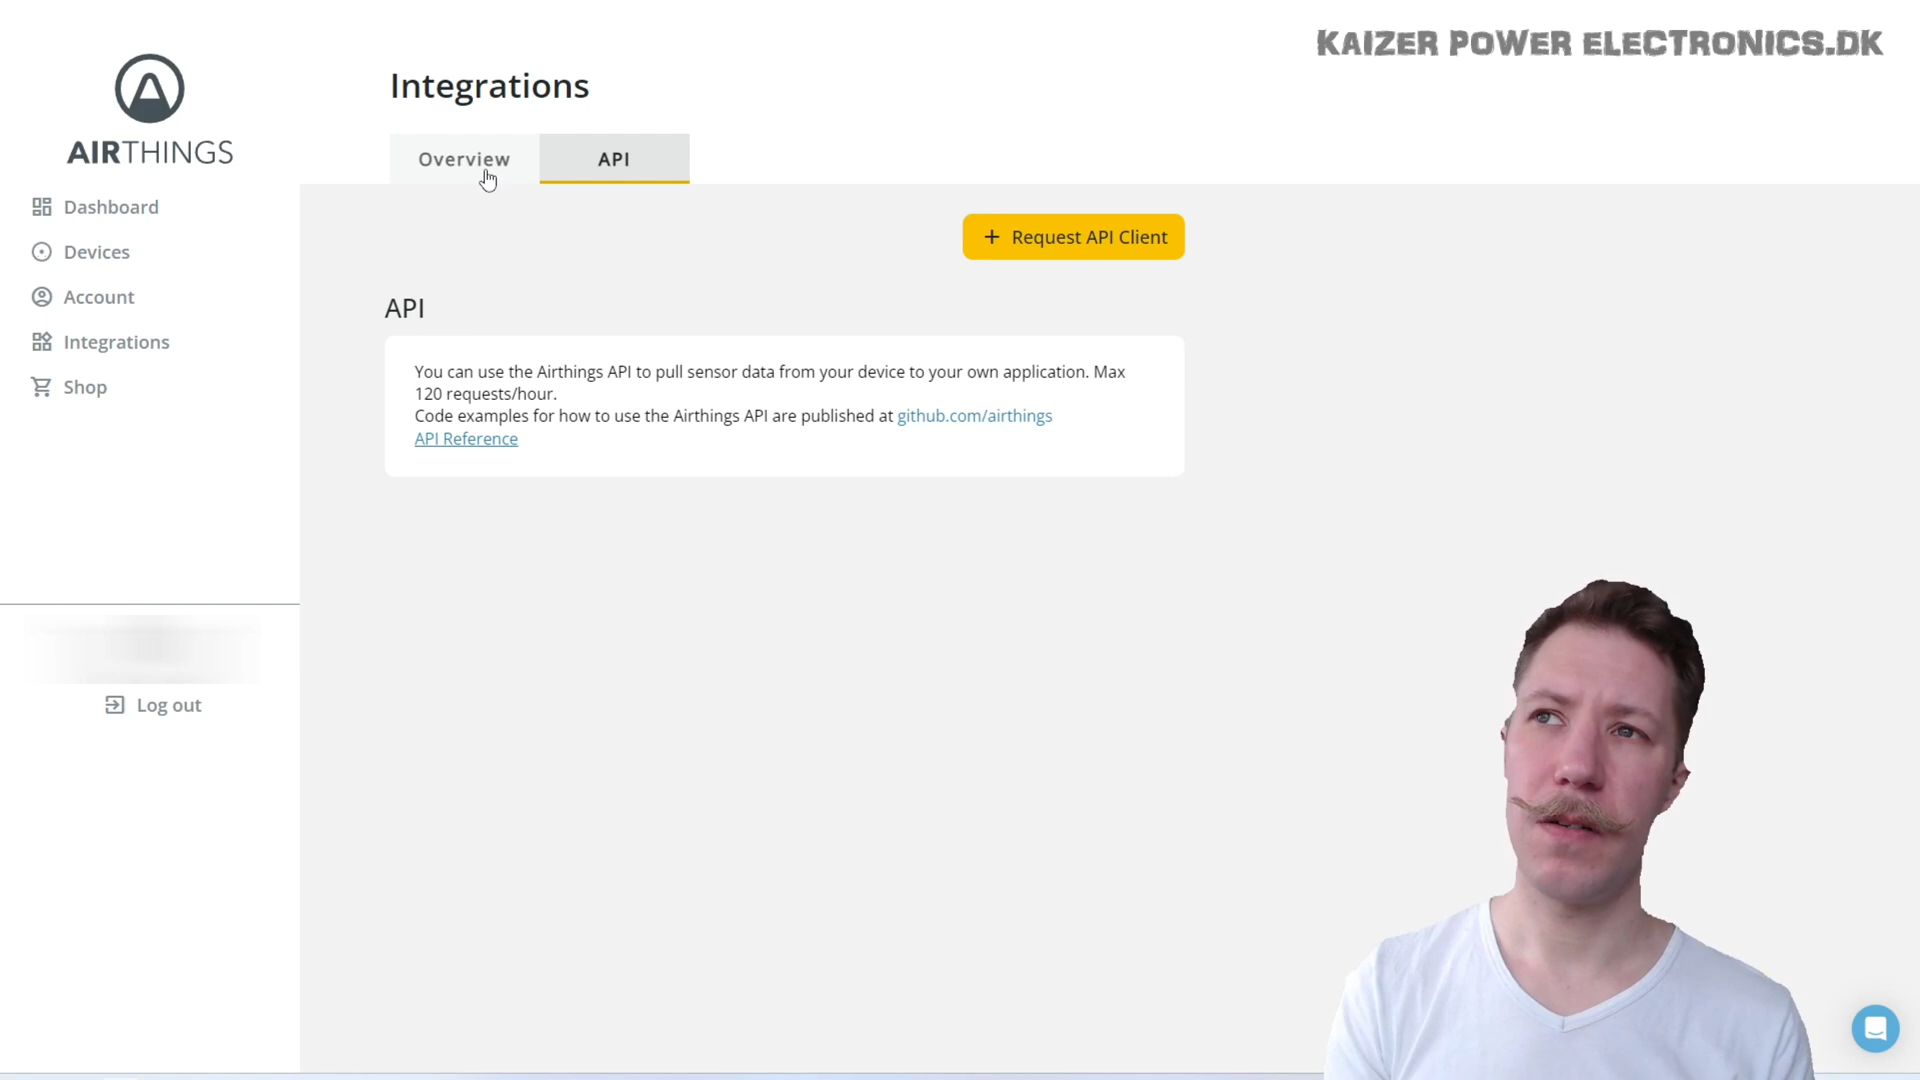 KAIZER POWER ELECTRONICS.DK
AIRTHINGS
Integrations
Overview
API
Dashboard
Devices
Account
Integrations
Shop
Log out
+ Request API Client
API
You can use the Airthings API to pull sensor data from your device to your own application. Max
120 requests/hour.
Code examples for how to use the Airthings API are published at github.com/airthings
API Reference